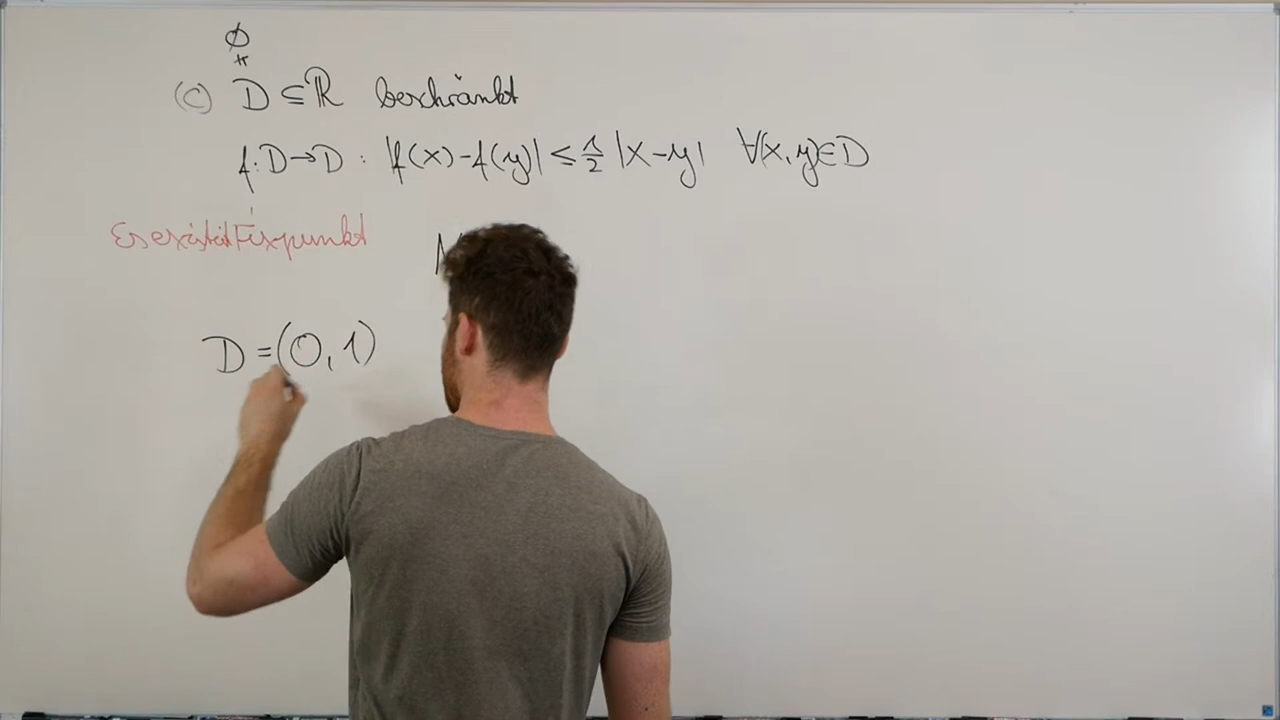 ∅
≠
(c) D ⊆ ℝ beschränkt
f: D → D : |f(x) - f(y)| ≤ 1/2 |x - y| ∀(x, y) ∈ D
Es existiert Fixpunkt N
D = (0, 1)